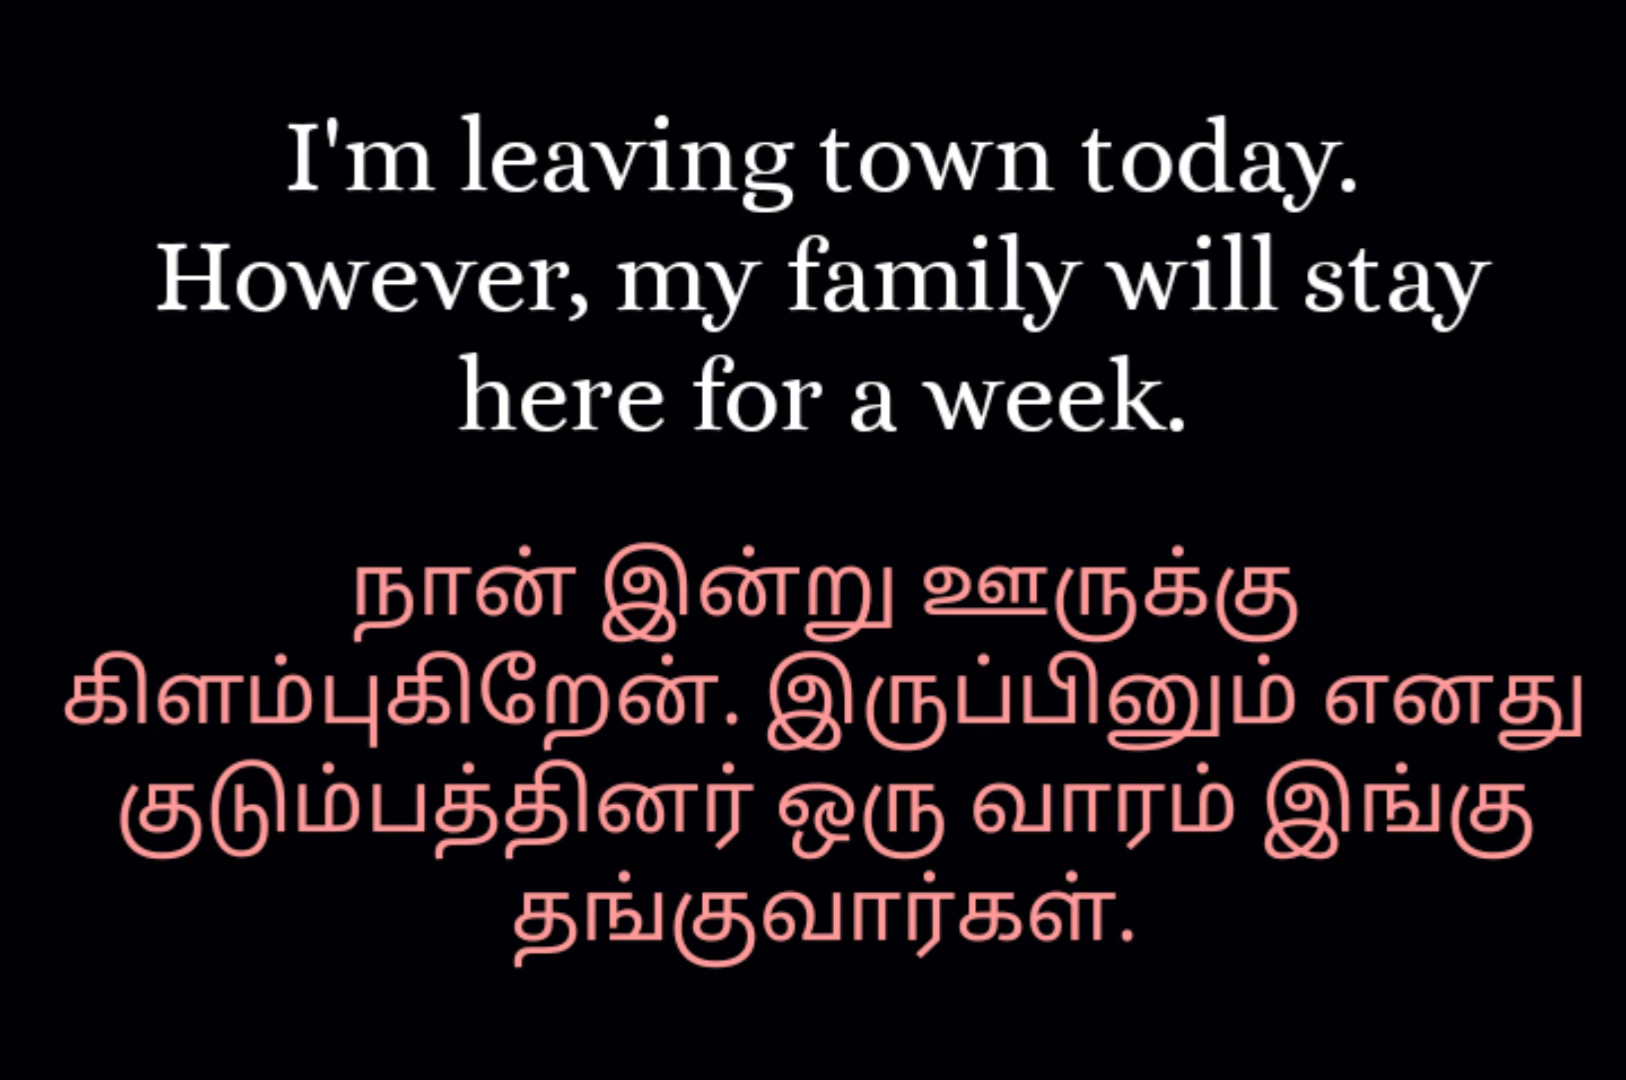 I'm leaving town today.
However, my family will stay
here for a week.
நான் இன்று ஊருக்கு
கிளம்புகிறேன். இருப்பினும் எனது
குடும்பத்தினர் ஒரு வாரம் இங்கு
தங்குவார்கள்.